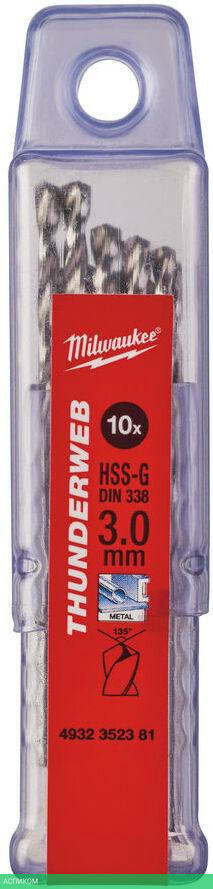 Milwaukee®
10x
THUNDERWEB
HSS-G
DIN 338
3.0
mm
METAL
135°
4932 3523 81
АСПИКОМ